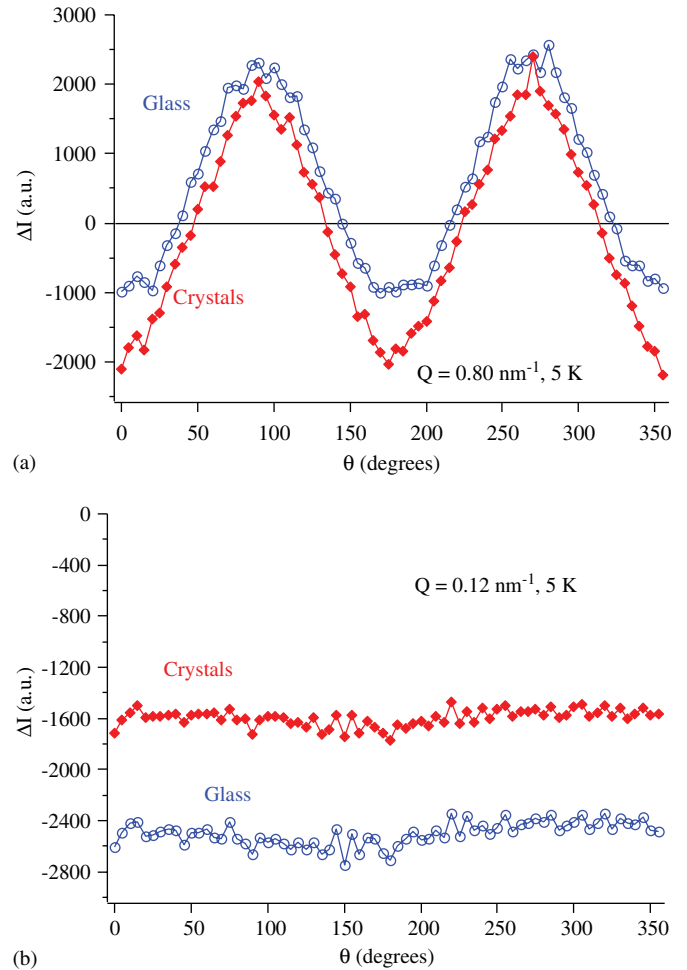 3000
2000
Glass
1000
ΔI (a.u.)
0
-1000
Crystals
-2000
Q = 0.80 nm-1, 5 K
0 50 100 150 200 250 300 350
(a)
θ (degrees)
0
-400
Q = 0.12 nm-1, 5 K
-800
ΔI (a.u.)
-1200
Crystals
-1600
-2000
Glass
-2400
-2800
0 50 100 150 200 250 300 350
(b)
θ (degrees)